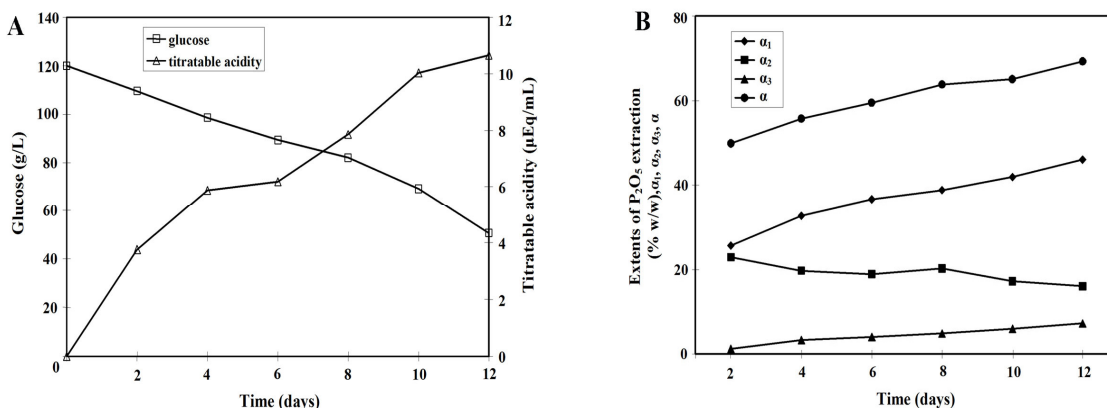 A
140
120
100
80
60
40
20
0
Glucose (g/L)
glucose
titratable acidity
12
10
8
6
4
2
0
Titratable acidity (µEq/mL)
0 2 4 6 8 10 12
Time (days)
B
80
60
40
20
0
Extents of P₂O₅ extraction
(% w/w),α₁, α₂, α₃, α
α₁
α₂
α₃
α
2 4 6 8 10 12
Time (days)